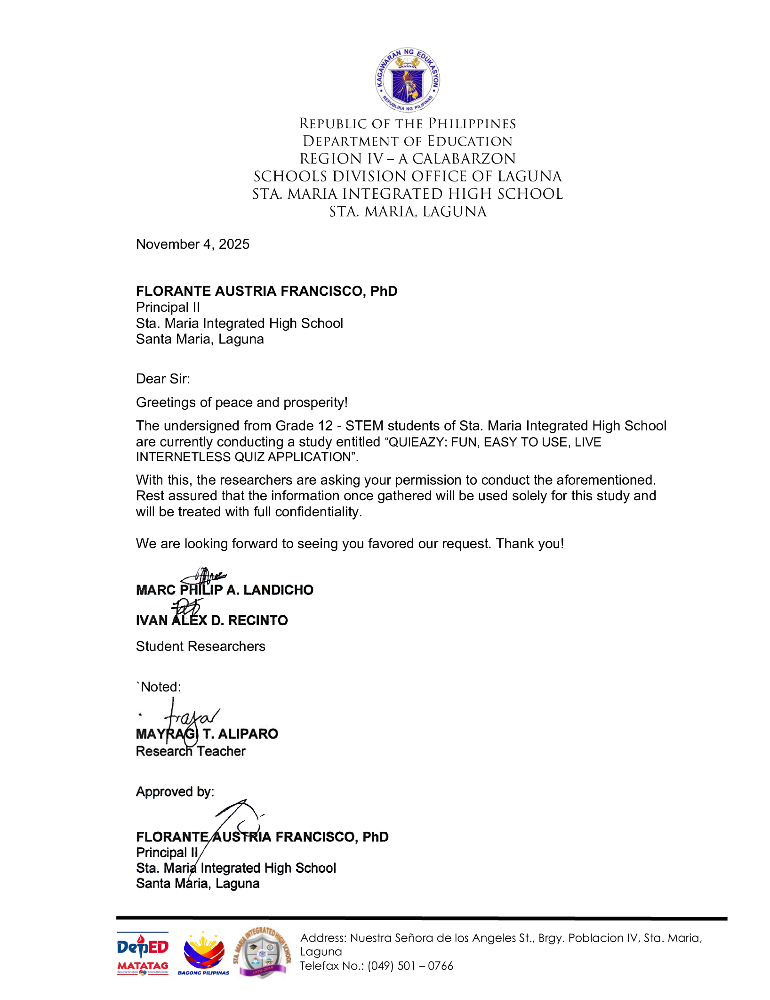 KAGAWARAN NG EDUKASYON
REPUBLIKA NG PILIPINAS
Republic of the Philippines
Department of Education
REGION IV – A CALABARZON
SCHOOLS DIVISION OFFICE OF LAGUNA
STA. MARIA INTEGRATED HIGH SCHOOL
STA. MARIA, LAGUNA
November 4, 2025
FLORANTE AUSTRIA FRANCISCO, PhD
Principal II
Sta. Maria Integrated High School
Santa Maria, Laguna
Dear Sir:
Greetings of peace and prosperity!
The undersigned from Grade 12 - STEM students of Sta. Maria Integrated High School
are currently conducting a study entitled “QUIEAZY: FUN, EASY TO USE, LIVE
INTERNETLESS QUIZ APPLICATION”.
With this, the researchers are asking your permission to conduct the aforementioned.
Rest assured that the information once gathered will be used solely for this study and
will be treated with full confidentiality.
We are looking forward to seeing you favored our request. Thank you!
MARC PHILIP A. LANDICHO
IVAN ALEX D. RECINTO
Student Researchers
`Noted:
MAYRAGI T. ALIPARO
Research Teacher
Approved by:
FLORANTE AUSTRIA FRANCISCO, PhD
Principal II
Sta. Maria Integrated High School
Santa Maria, Laguna
DepED
MATATAG
BAGONG PILIPINAS
STA. MARIA INTEGRATED HIGH SCHOOL
1970-2016
Address: Nuestra Señora de los Angeles St., Brgy. Poblacion IV, Sta. Maria,
Laguna
Telefax No.: (049) 501 – 0766